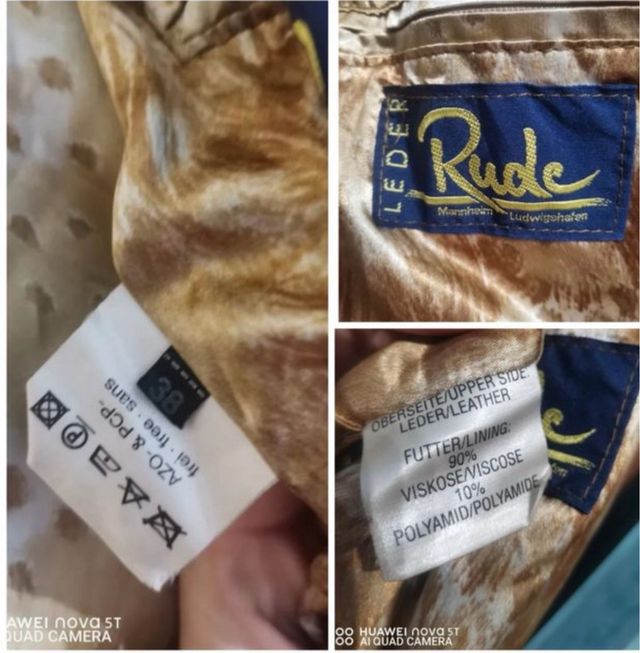 38
AZO- & PCP-
frei · free · sans
P
AWEI nova 5T
QUAD CAMERA
LEDER
Rude
Mannheim Ludwigshafen
OBERSEITE/UPPER SIDE:
LEDER/LEATHER
FUTTER/LINING:
90%
VISKOSE/VISCOSE
10%
POLYAMID/POLYAMIDE
HUAWEI nova 5T
AI QUAD CAMERA